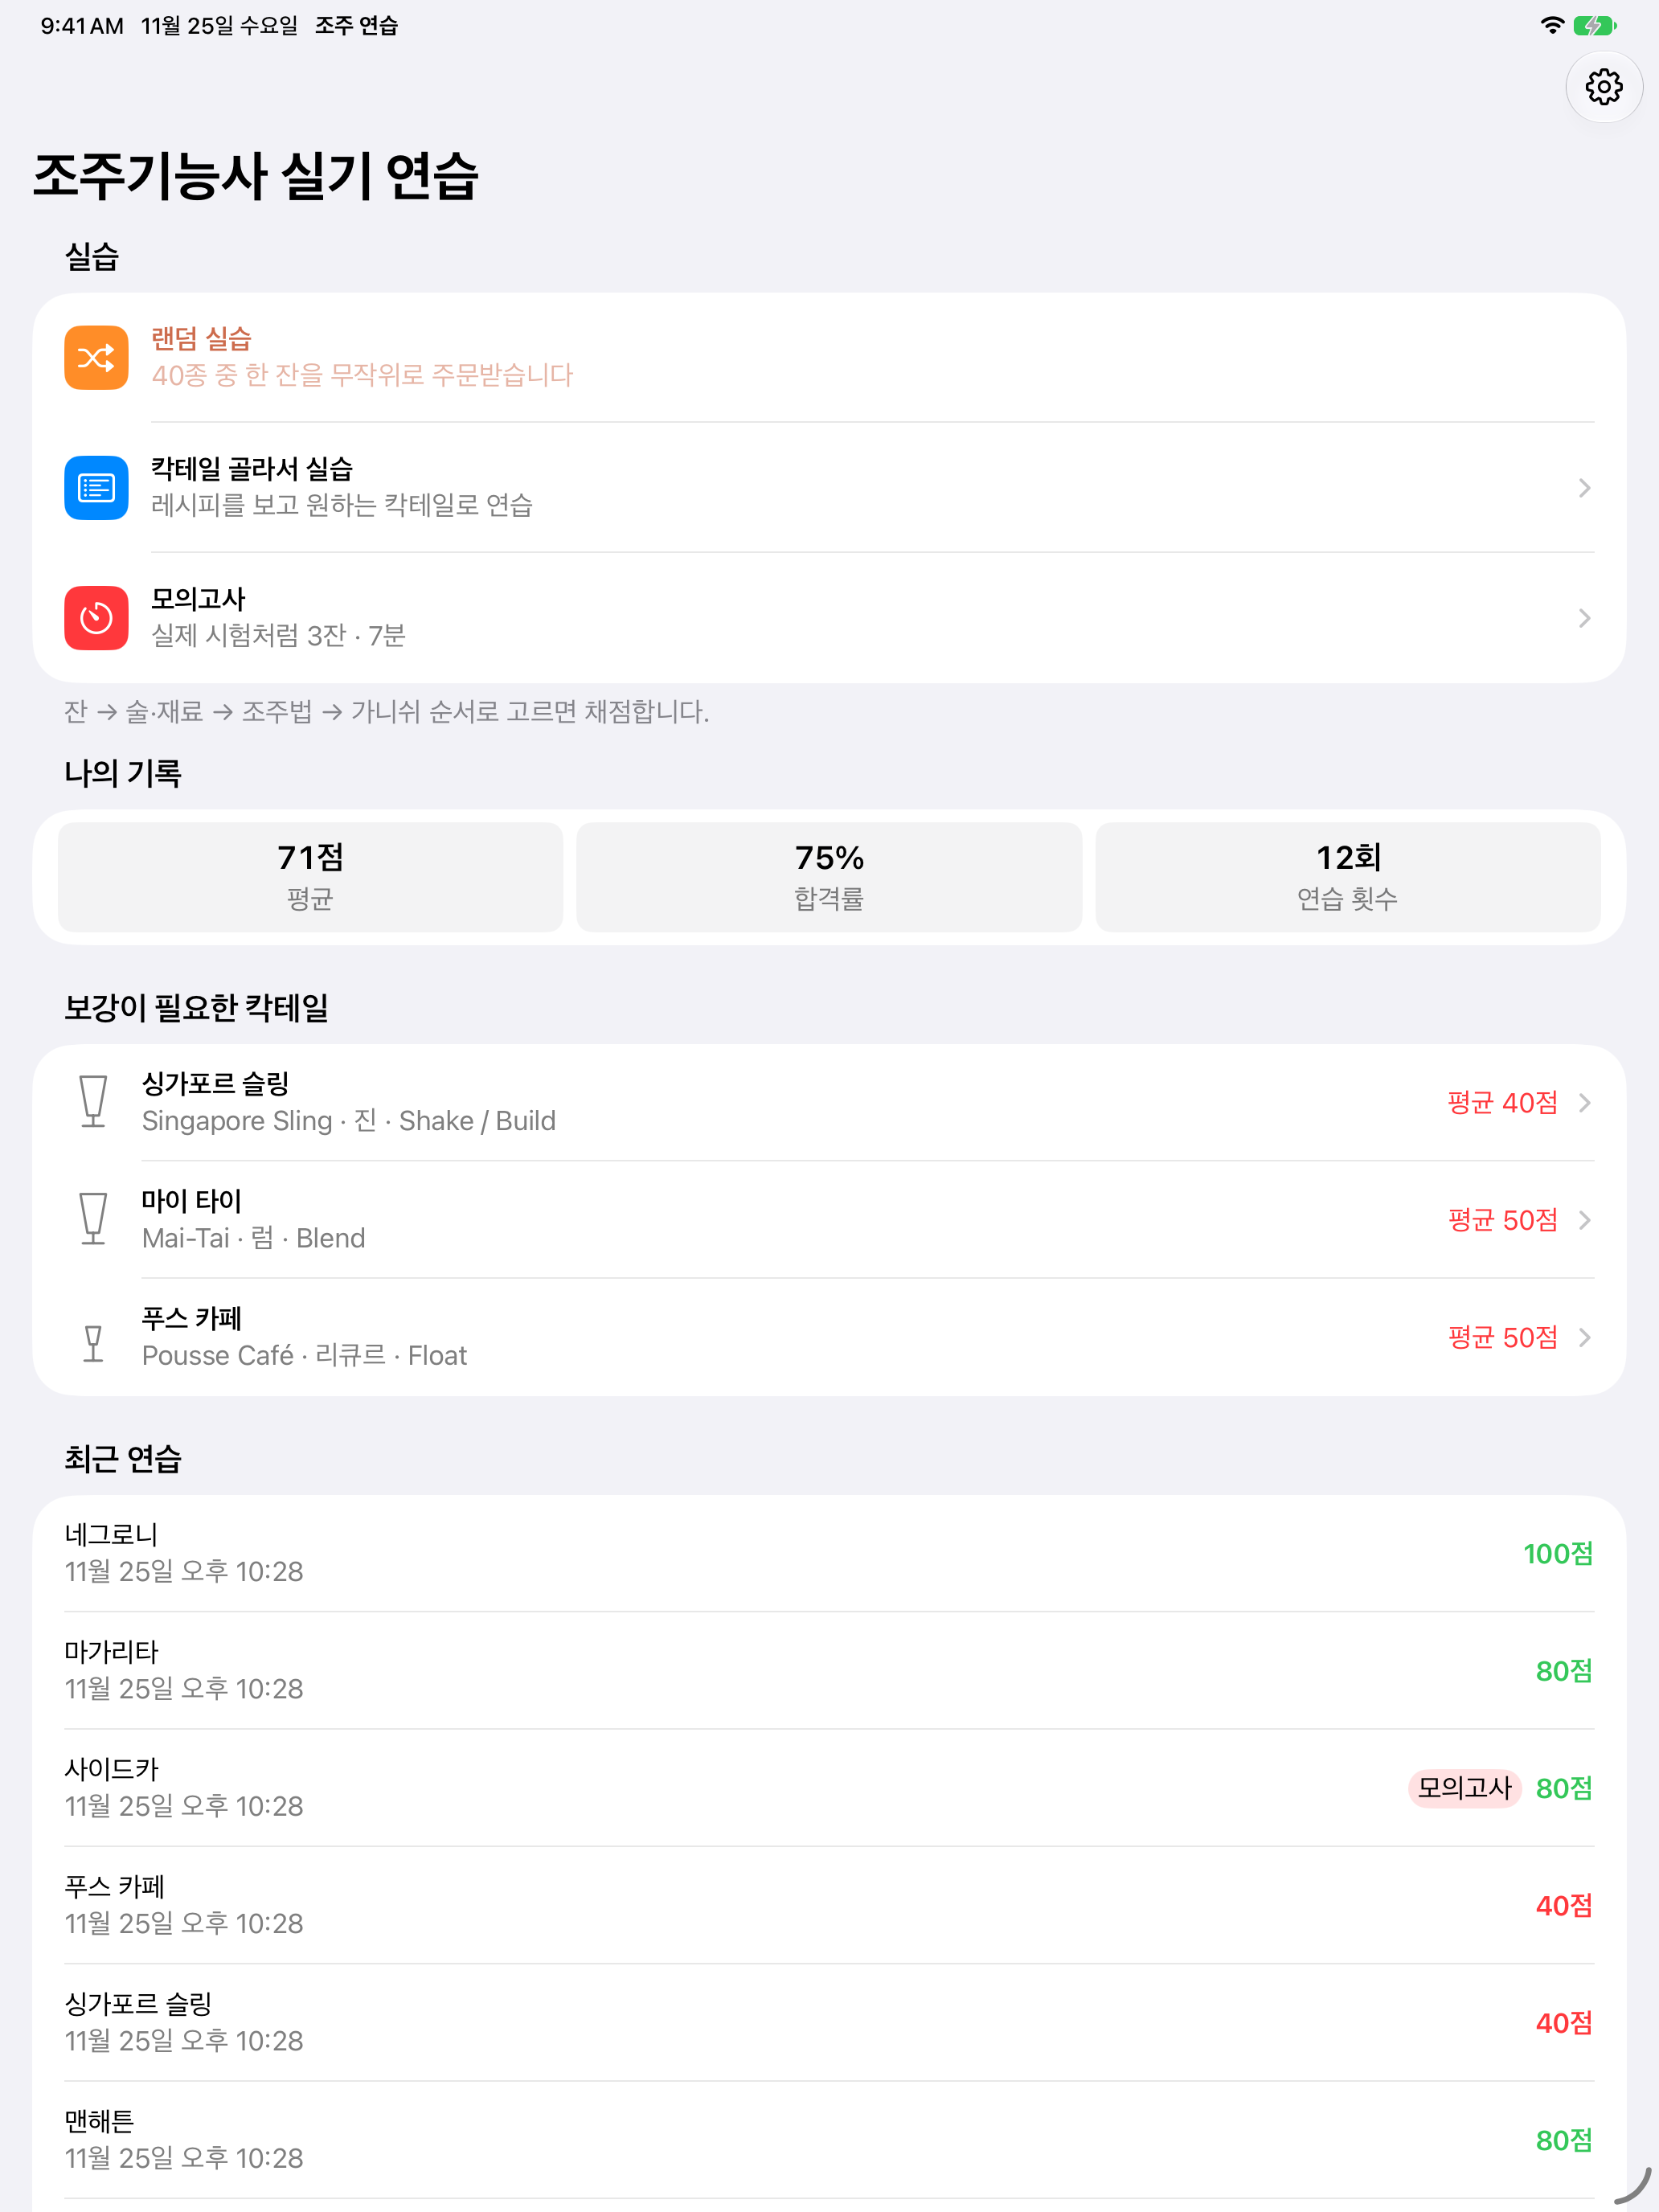 9:41 AM 11월 25일 수요일 조주 연습
조주기능사 실기 연습
실습
랜덤 실습
40종 중 한 잔을 무작위로 주문받습니다
칵테일 골라서 실습
레시피를 보고 원하는 칵테일로 연습
모의고사
실제 시험처럼 3잔 · 7분
잔 → 술·재료 → 조주법 → 가니쉬 순서로 고르면 채점합니다.
나의 기록
71점 75% 12회
평균 합격률 연습 횟수
보강이 필요한 칵테일
싱가포르 슬링
Singapore Sling · 진 · Shake / Build
평균 40점
마이 타이
Mai-Tai · 럼 · Blend
평균 50점
푸스 카페
Pousse Café · 리큐르 · Float
평균 50점
최근 연습
네그로니
11월 25일 오후 10:28
100점
마가리타
11월 25일 오후 10:28
80점
사이드카
11월 25일 오후 10:28
모의고사 80점
푸스 카페
11월 25일 오후 10:28
40점
싱가포르 슬링
11월 25일 오후 10:28
40점
맨해튼
11월 25일 오후 10:28
80점